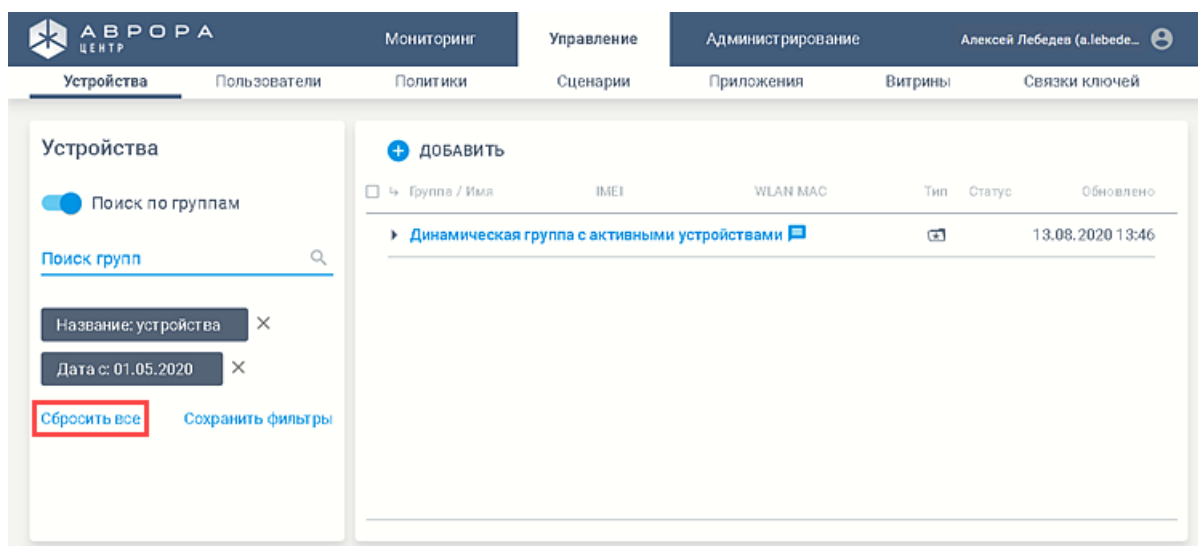 АВРОРА
ЦЕНТР
Мониторинг
Управление
Администрирование
Алексей Лебедев (a.lebede...
Устройства
Пользователи
Политики
Сценарии
Приложения
Витрины
Связки ключей
Устройства
Поиск по группам
Поиск групп
Название: устройства
Дата с: 01.05.2020
Сбросить все
Сохранить фильтры
ДОБАВИТЬ
Группа / Имя
IMEI
WLAN MAC
Тип
Статус
Обновлено
Динамическая группа с активными устройствами
13.08.2020 13:46